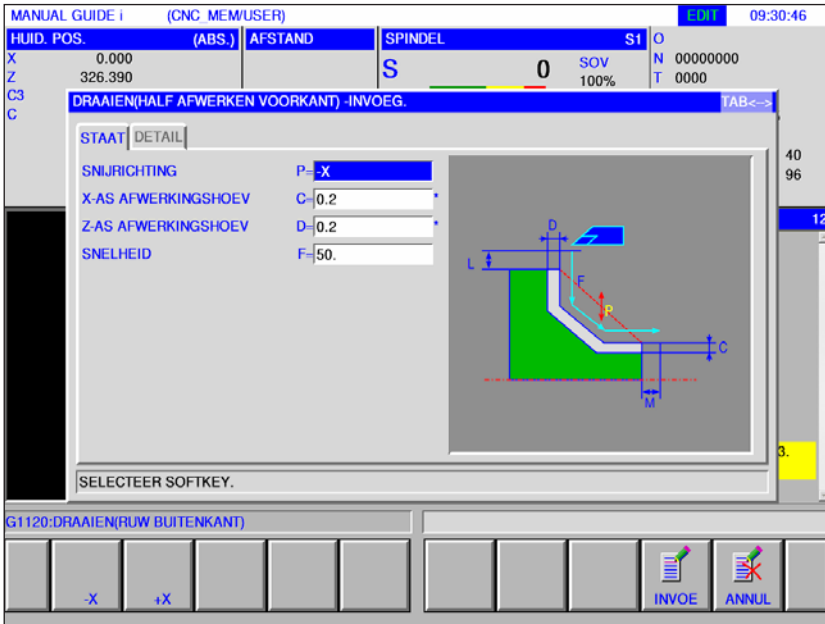 MANUAL GUIDE i (CNC_MEM/USER) EDIT 09:30:46
HUID. POS. (ABS.) AFSTAND SPINDEL S1 O
X 0.000 S 0 SOV N 00000000
Z 326.390 100% T 0000
C3
C
DRAAIEN(HALF AFWERKEN VOORKANT) -INVOEG. TAB<-->
STAAT DETAIL
SNIJRICHTING P=-X
X-AS AFWERKINGSHOEV C=0.2 *
Z-AS AFWERKINGSHOEV D=0.2 *
SNELHEID F=50.
40
96
12
D
L
F
P
C
M
3.
SELECTEER SOFTKEY.
G1120:DRAAIEN(RUW BUITENKANT)
-X +X INVOE ANNUL